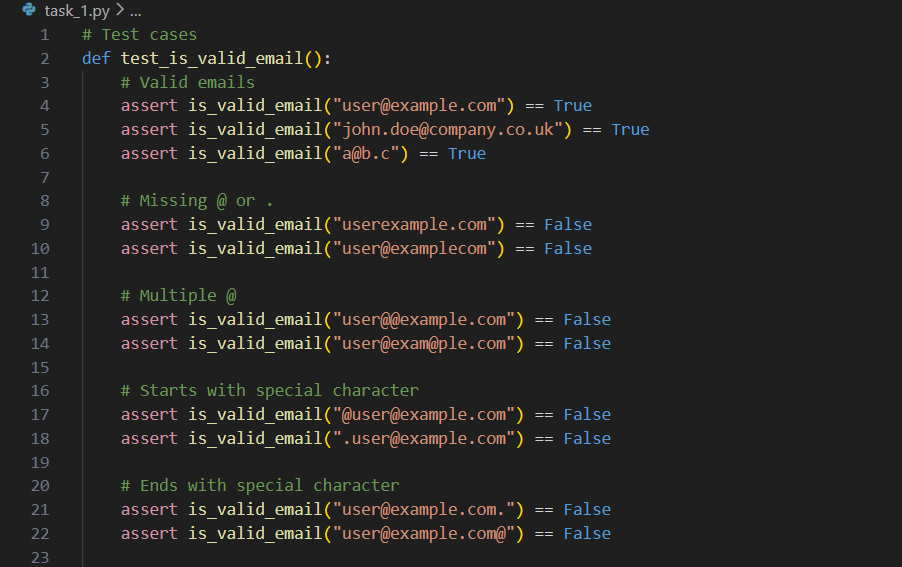 task_1.py > ...
1 # Test cases
2 def test_is_valid_email():
3     # Valid emails
4     assert is_valid_email("user@example.com") == True
5     assert is_valid_email("john.doe@company.co.uk") == True
6     assert is_valid_email("a@b.c") == True
7
8     # Missing @ or .
9     assert is_valid_email("userexample.com") == False
10     assert is_valid_email("user@examplecom") == False
11
12     # Multiple @
13     assert is_valid_email("user@@example.com") == False
14     assert is_valid_email("user@exam@ple.com") == False
15
16     # Starts with special character
17     assert is_valid_email("@user@example.com") == False
18     assert is_valid_email(".user@example.com") == False
19
20     # Ends with special character
21     assert is_valid_email("user@example.com.") == False
22     assert is_valid_email("user@example.com@") == False
23